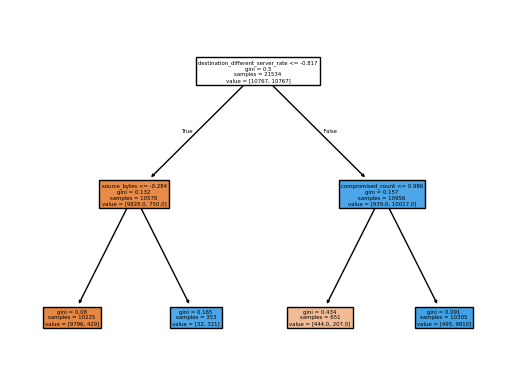 destination_different_server_rate <= -0.817
gini = 0.5
samples = 21534
value = [10767, 10767]
True
False
source_bytes <= -0.284
gini = 0.132
samples = 10578
value = [9828.0, 750.0]
compromised_count <= 0.986
gini = 0.157
samples = 10956
value = [939.0, 10017.0]
gini = 0.08
samples = 10225
value = [9796, 429]
gini = 0.165
samples = 353
value = [32, 321]
gini = 0.434
samples = 651
value = [444.0, 207.0]
gini = 0.091
samples = 10305
value = [495, 9810]